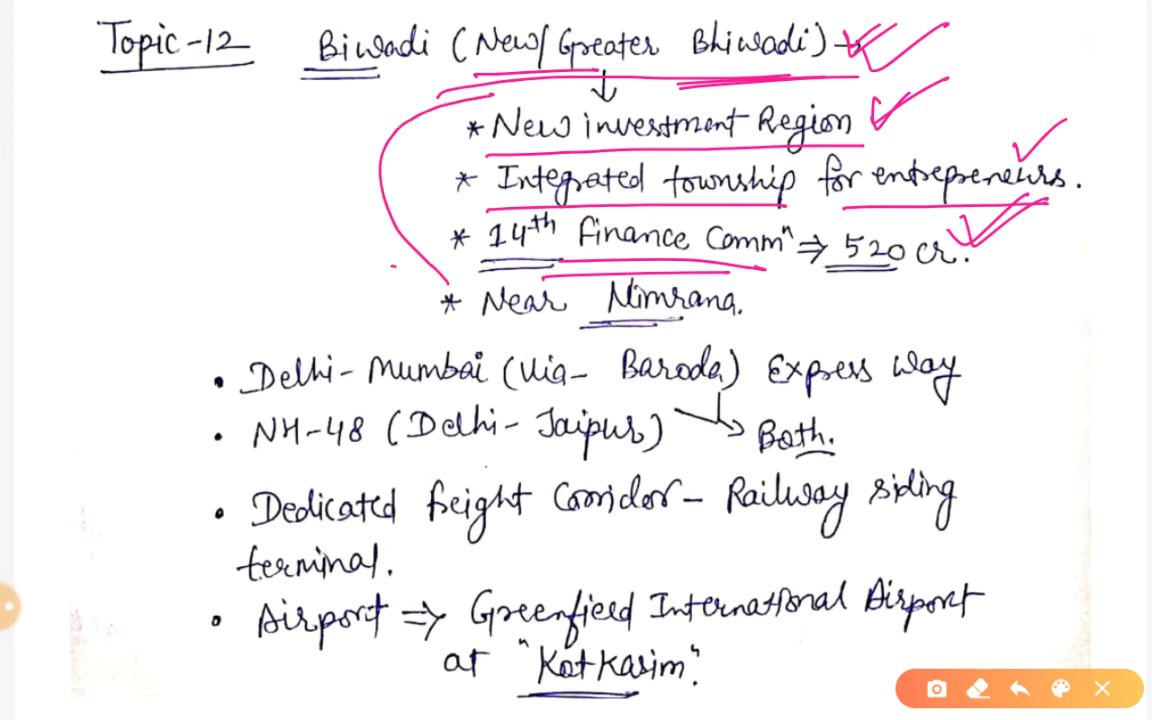 Topic-12 Biwadi (New/Greater Bhiwadi) →
↓
* New investment Region
* Integrated township for entrepreneurs.
* 14th Finance Commⁿ ⇒ 520 cr.
* Near Nimrana.
• Delhi-Mumbai (Via- Baroda) Express Way
• NH-48 (Delhi-Jaipur) → Both.
• Dedicated freight Corridor- Railway siding
terminal.
• Airport ⇒ Greenfield International Airport
at "Kotkasim".